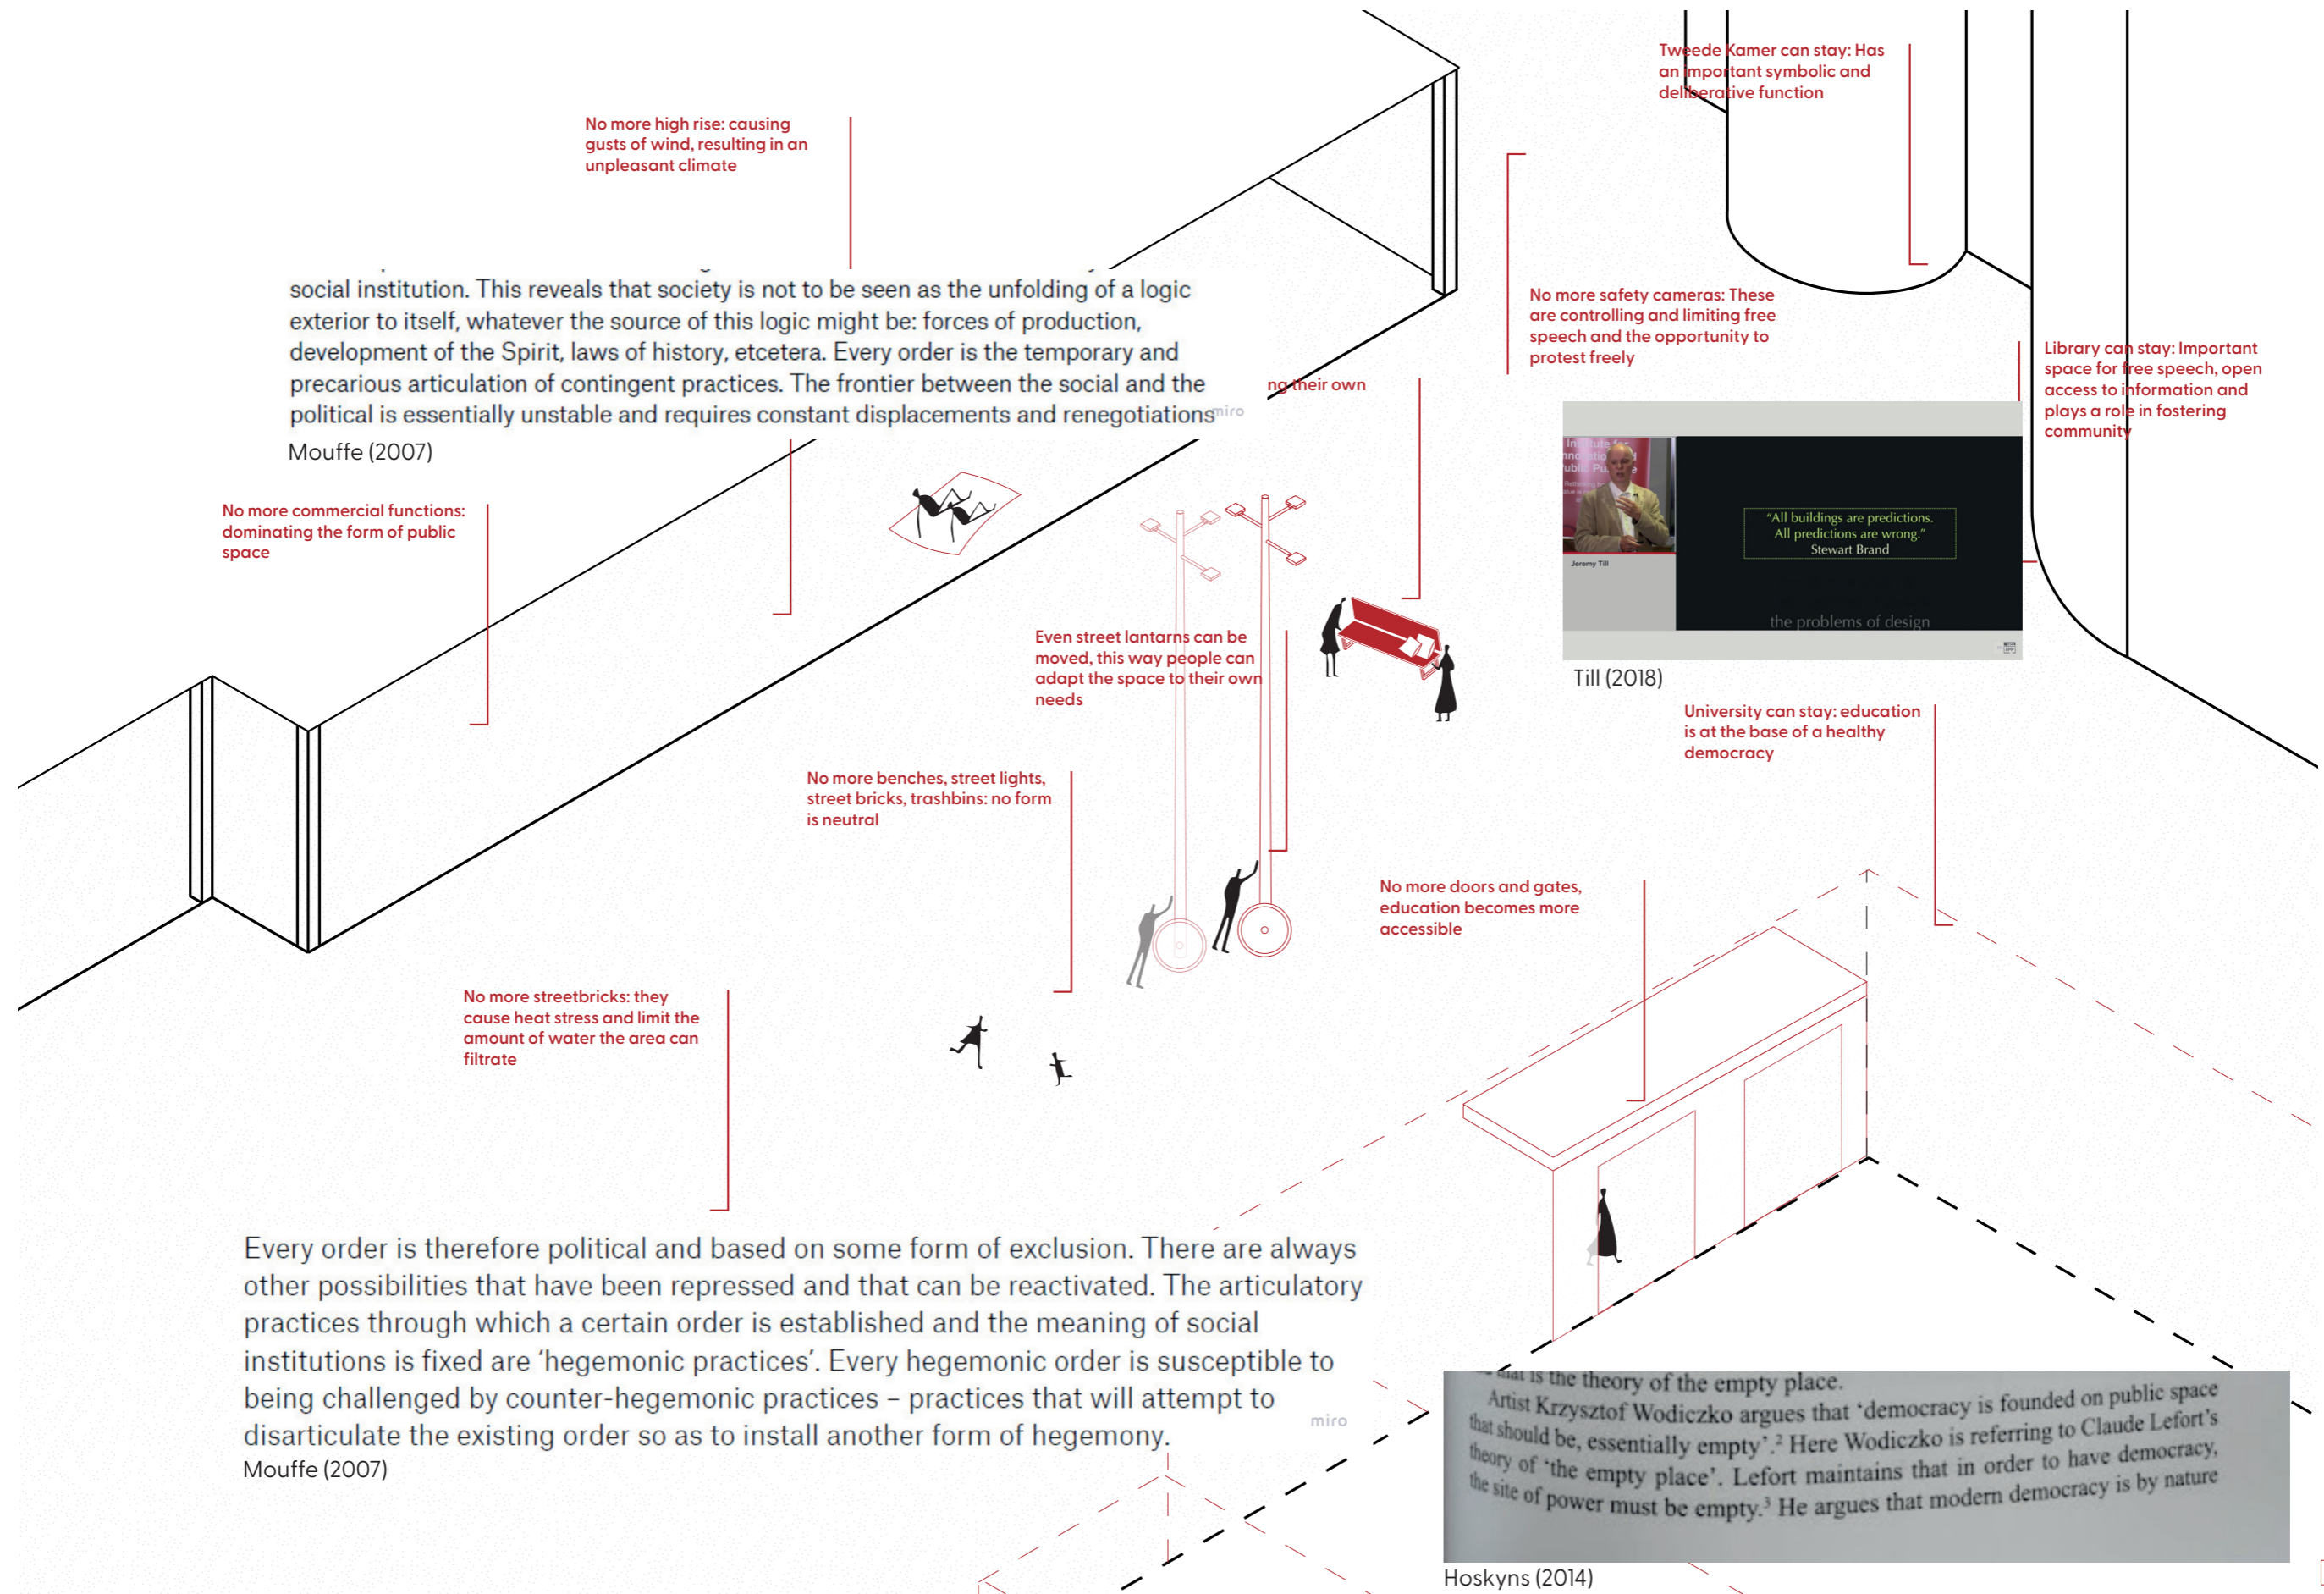 Tweede Kamer can stay: Has
an important symbolic and
deliberative function
No more high rise: causing
gusts of wind, resulting in an
unpleasant climate
social institution. This reveals that society is not to be seen as the unfolding of a logic
exterior to itself, whatever the source of this logic might be: forces of production,
development of the Spirit, laws of history, etcetera. Every order is the temporary and
precarious articulation of contingent practices. The frontier between the social and the
political is essentially unstable and requires constant displacements and renegotiations
miro
Mouffe (2007)
No more safety cameras: These
are controlling and limiting free
speech and the opportunity to
protest freely
Library can stay: Important
space for free speech, open
access to information and
plays a role in fostering
community
ng their own
No more commercial functions:
dominating the form of public
space
"All buildings are predictions.
All predictions are wrong."
Stewart Brand
Jeremy Till
the problems of design
Till (2018)
Even street lantarns can be
moved, this way people can
adapt the space to their own
needs
University can stay: education
is at the base of a healthy
democracy
No more benches, street lights,
street bricks, trashbins: no form
is neutral
No more doors and gates,
education becomes more
accessible
No more streetbricks: they
cause heat stress and limit the
amount of water the area can
filtrate
Every order is therefore political and based on some form of exclusion. There are always
other possibilities that have been repressed and that can be reactivated. The articulatory
practices through which a certain order is established and the meaning of social
institutions is fixed are ‘hegemonic practices’. Every hegemonic order is susceptible to
being challenged by counter-hegemonic practices – practices that will attempt to
disarticulate the existing order so as to install another form of hegemony.
miro
Mouffe (2007)
is the theory of the empty place.
Artist Krzysztof Wodiczko argues that ‘democracy is founded on public space
that should be, essentially empty’.² Here Wodiczko is referring to Claude Lefort's
theory of ‘the empty place’. Lefort maintains that in order to have democracy,
the site of power must be empty.³ He argues that modern democracy is by nature
Hoskyns (2014)